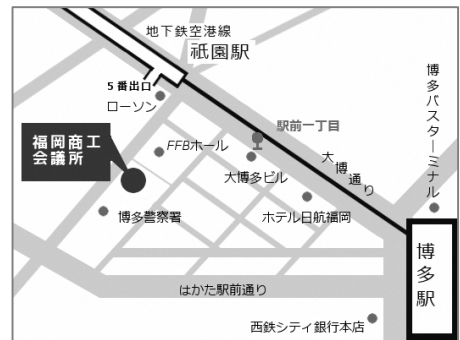 地下鉄空港線
祇園駅
5番出口
ローソン
駅前一丁目
博多バスターミナル
福岡商工
会議所
FFBホール
大博多ビル
大博通り
博多警察署
ホテル日航福岡
博多駅
はかた駅前通り
西鉄シティ銀行本店